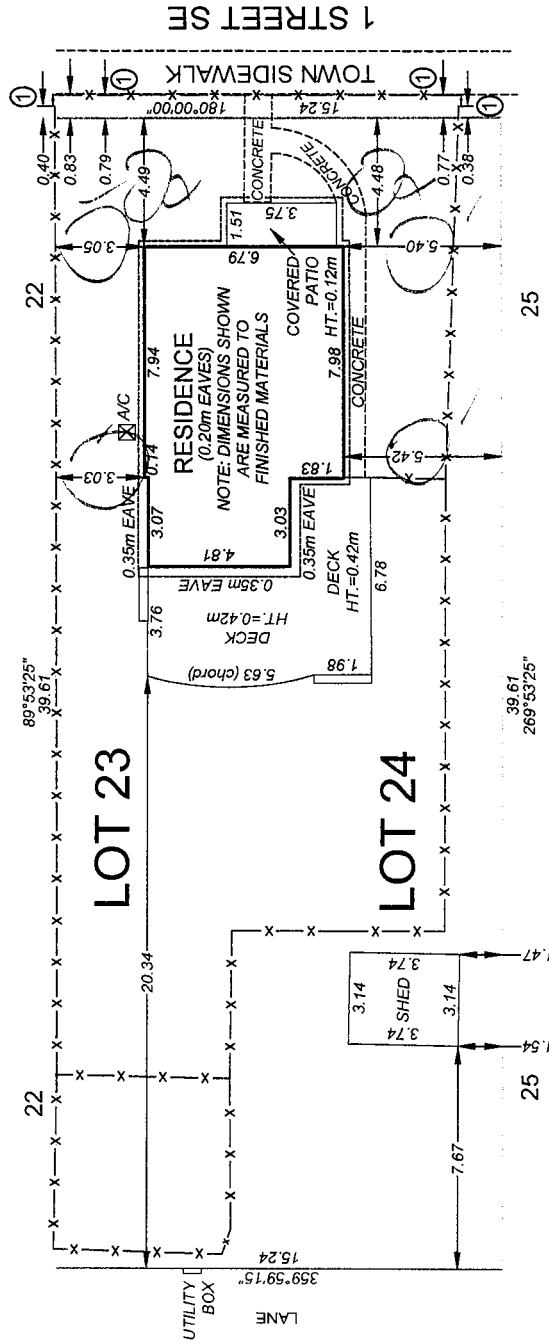 1 STREET SE
TOWN SIDEWALK
1
1
1
1
0.40
0.83
0.79
180°00'00"
15.24
0.77
0.38
22
3.05
4.49
CONCRETE
CONCRETE
4.48
1.51
3.75
6.79
COVERED
PATIO
HT.=0.12m
5.40
25
7.94
RESIDENCE
(0.20m EAVES)
NOTE: DIMENSIONS SHOWN
ARE MEASURED TO
FINISHED MATERIALS
7.98
CONCRETE
A/C
0.14
3.03
1.83
5.42
0.35m EAVE
3.07
4.81
3.03
0.35m EAVE
0.35m EAVE
DECK
HT.=0.42m
6.78
3.76
DECK
HT.=0.42m
5.63 (chord)
1.98
89°53'25"
39.61
LOT 23
LOT 24
39.61
269°53'25"
20.34
3.74
3.14
SHED
3.14
3.74
1.47
1.54
22
25
7.67
15.24
359°59'15"
UTILITY
BOX
LANE